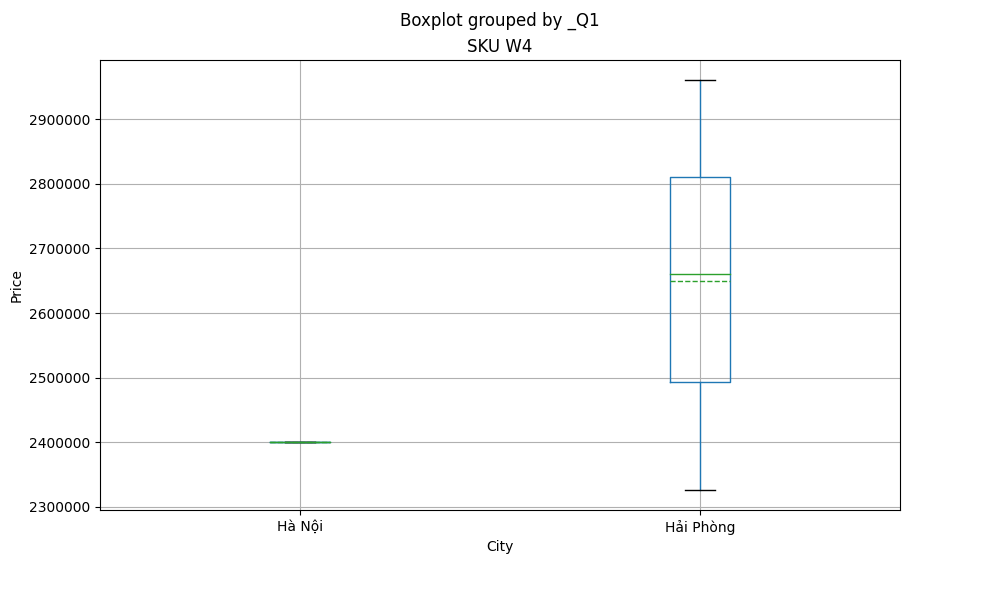 Boxplot grouped by _Q1
SKU W4
2900000
2800000
2700000
2600000
2500000
2400000
2300000
Price
Hà Nội
Hải Phòng
City